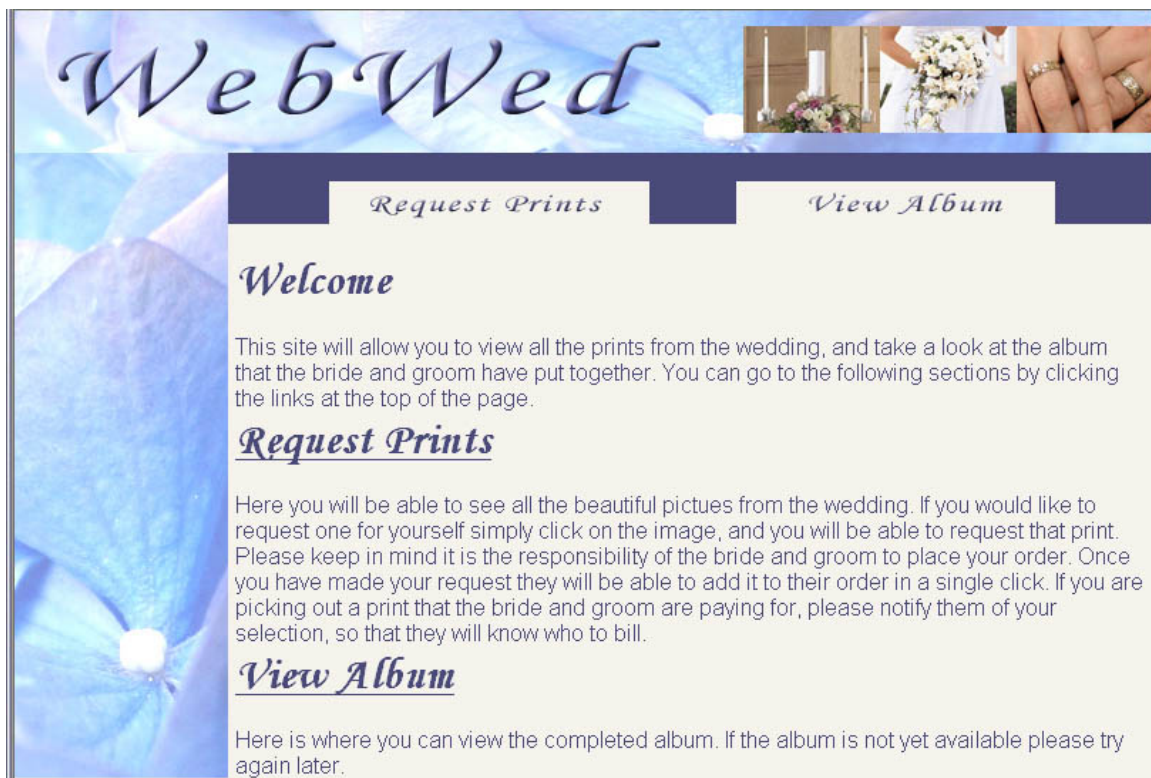 WebWed
Request Prints View Album
Welcome
This site will allow you to view all the prints from the wedding, and take a look at the album
that the bride and groom have put together. You can go to the following sections by clicking
the links at the top of the page.
Request Prints
Here you will be able to see all the beautiful pictues from the wedding. If you would like to
request one for yourself simply click on the image, and you will be able to request that print.
Please keep in mind it is the responsibility of the bride and groom to place your order. Once
you have made your request they will be able to add it to their order in a single click. If you are
picking out a print that the bride and groom are paying for, please notify them of your
selection, so that they will know who to bill.
View Album
Here is where you can view the completed album. If the album is not yet available please try
again later.